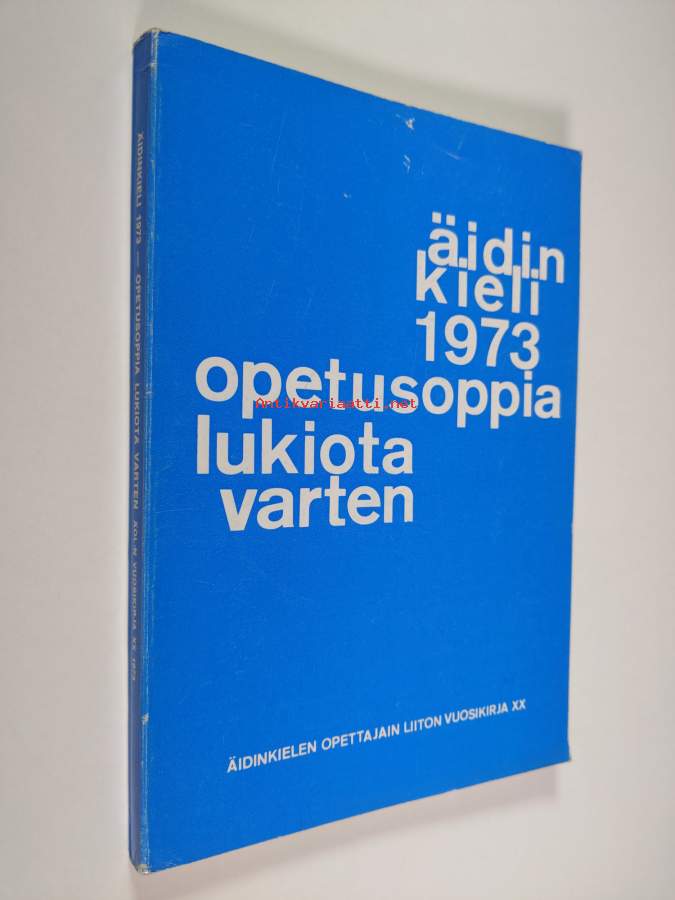 äidin
kieli
1973
opetusoppia
lukiota
varten
ÄIDINKIELEN OPETTAJAIN LIITON VUOSIKIRJA XX
ÄIDINKIELI 1973 — OPETUSOPPIA LUKIOTA VARTEN ÄOL:N VUOSIKIRJA XX 1973
Antikvariaatti.net